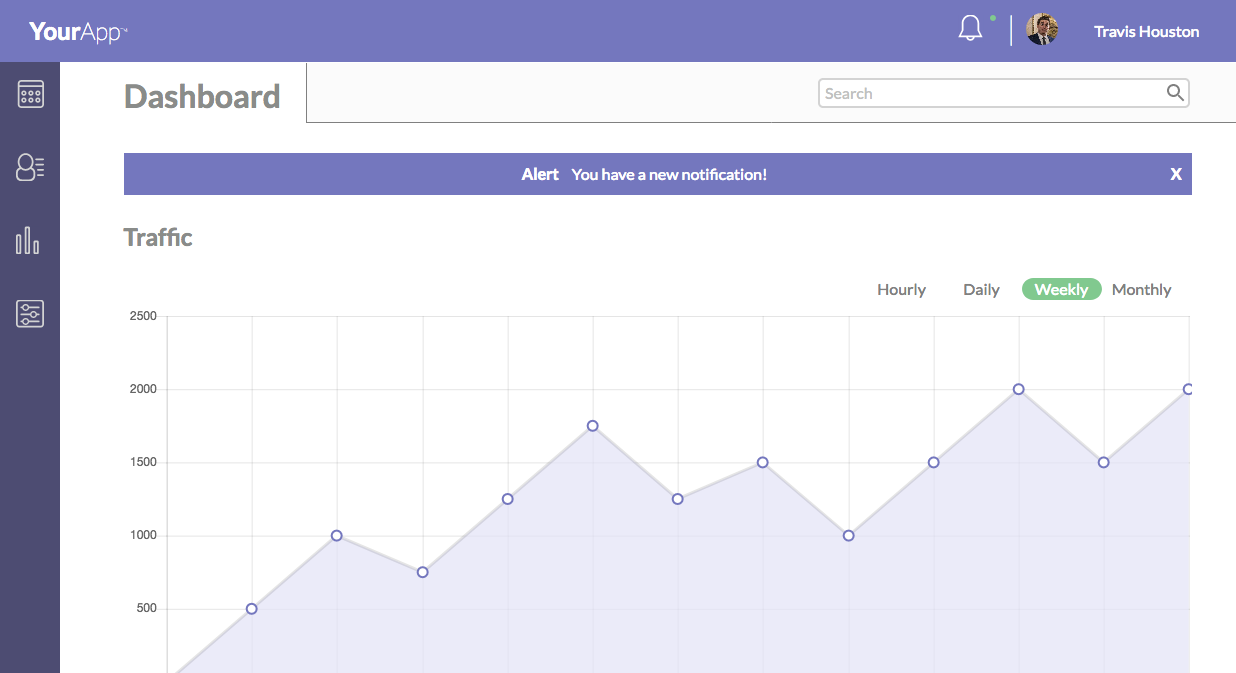 YourApp™
Travis Houston
Dashboard
Search
Alert You have a new notification!
X
Traffic
Hourly Daily Weekly Monthly
2500
2000
1500
1000
500